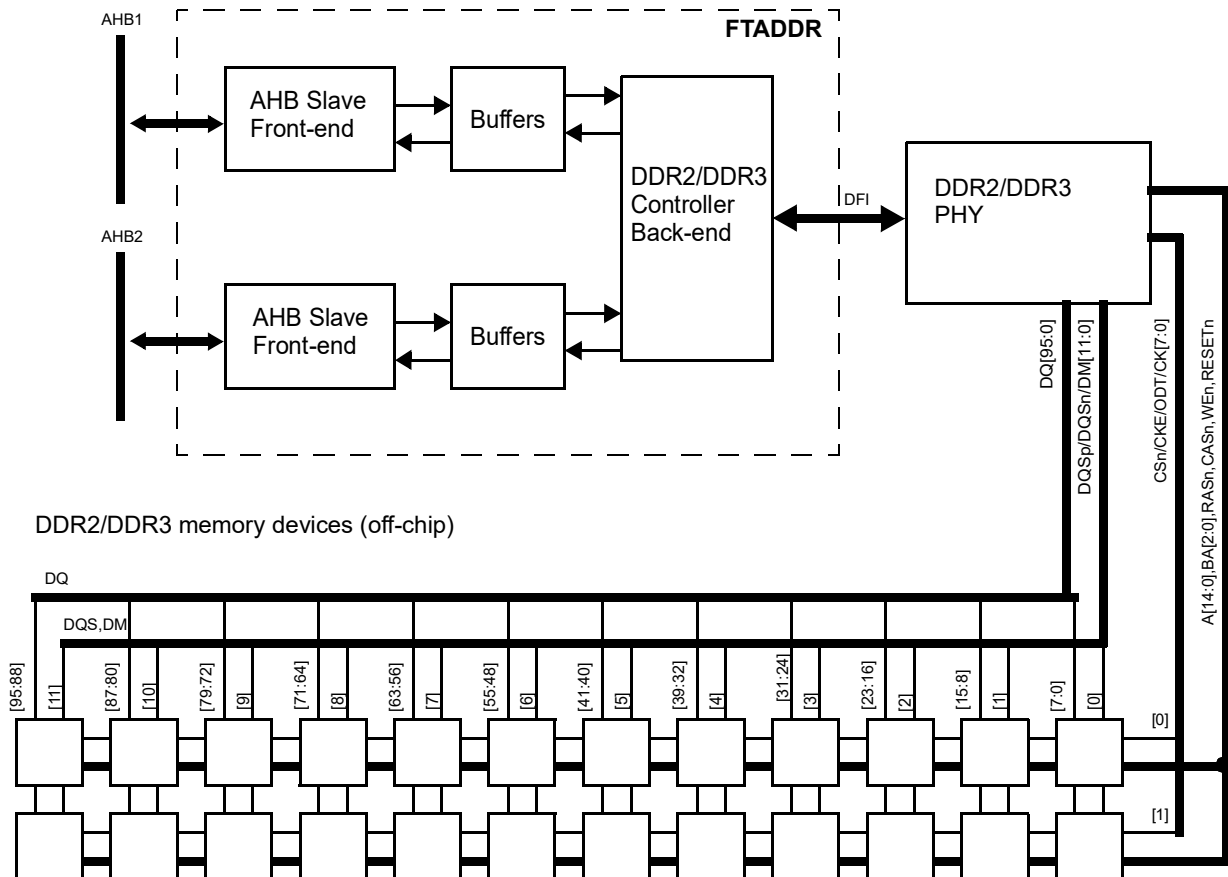 AHB1
FTADDR
AHB Slave
Front-end
Buffers
DDR2/DDR3
Controller
Back-end
DFI
DDR2/DDR3
PHY
AHB2
AHB Slave
Front-end
Buffers
DQ[95:0]
DQSp/DQSn/DM[11:0]
CSn/CKE/ODT/CK[7:0]
A[14:0],BA[2:0],RASn,CASn,WEn,RESETn
DDR2/DDR3 memory devices (off-chip)
DQ
DQS,DM
[95:88]
[11]
[87:80]
[10]
[79:72]
[9]
[71:64]
[8]
[63:56]
[7]
[55:48]
[6]
[41:40]
[5]
[39:32]
[4]
[31:24]
[3]
[23:16]
[2]
[15:8]
[1]
[7:0]
[0]
[0]
[1]